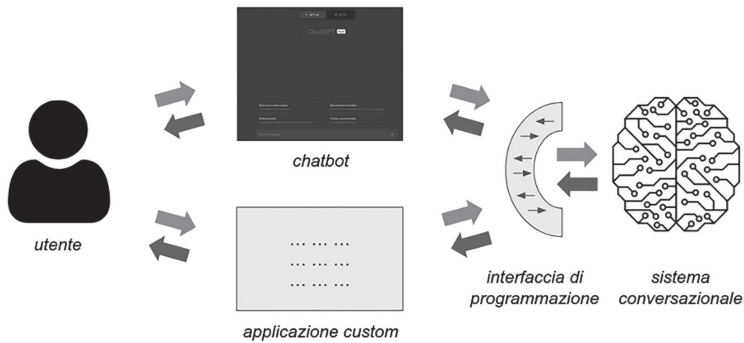 ChatGPT
chatbot
utente
... ... ...
... ... ...
... ... ...
applicazione custom
interfaccia di
programmazione
sistema
conversazionale